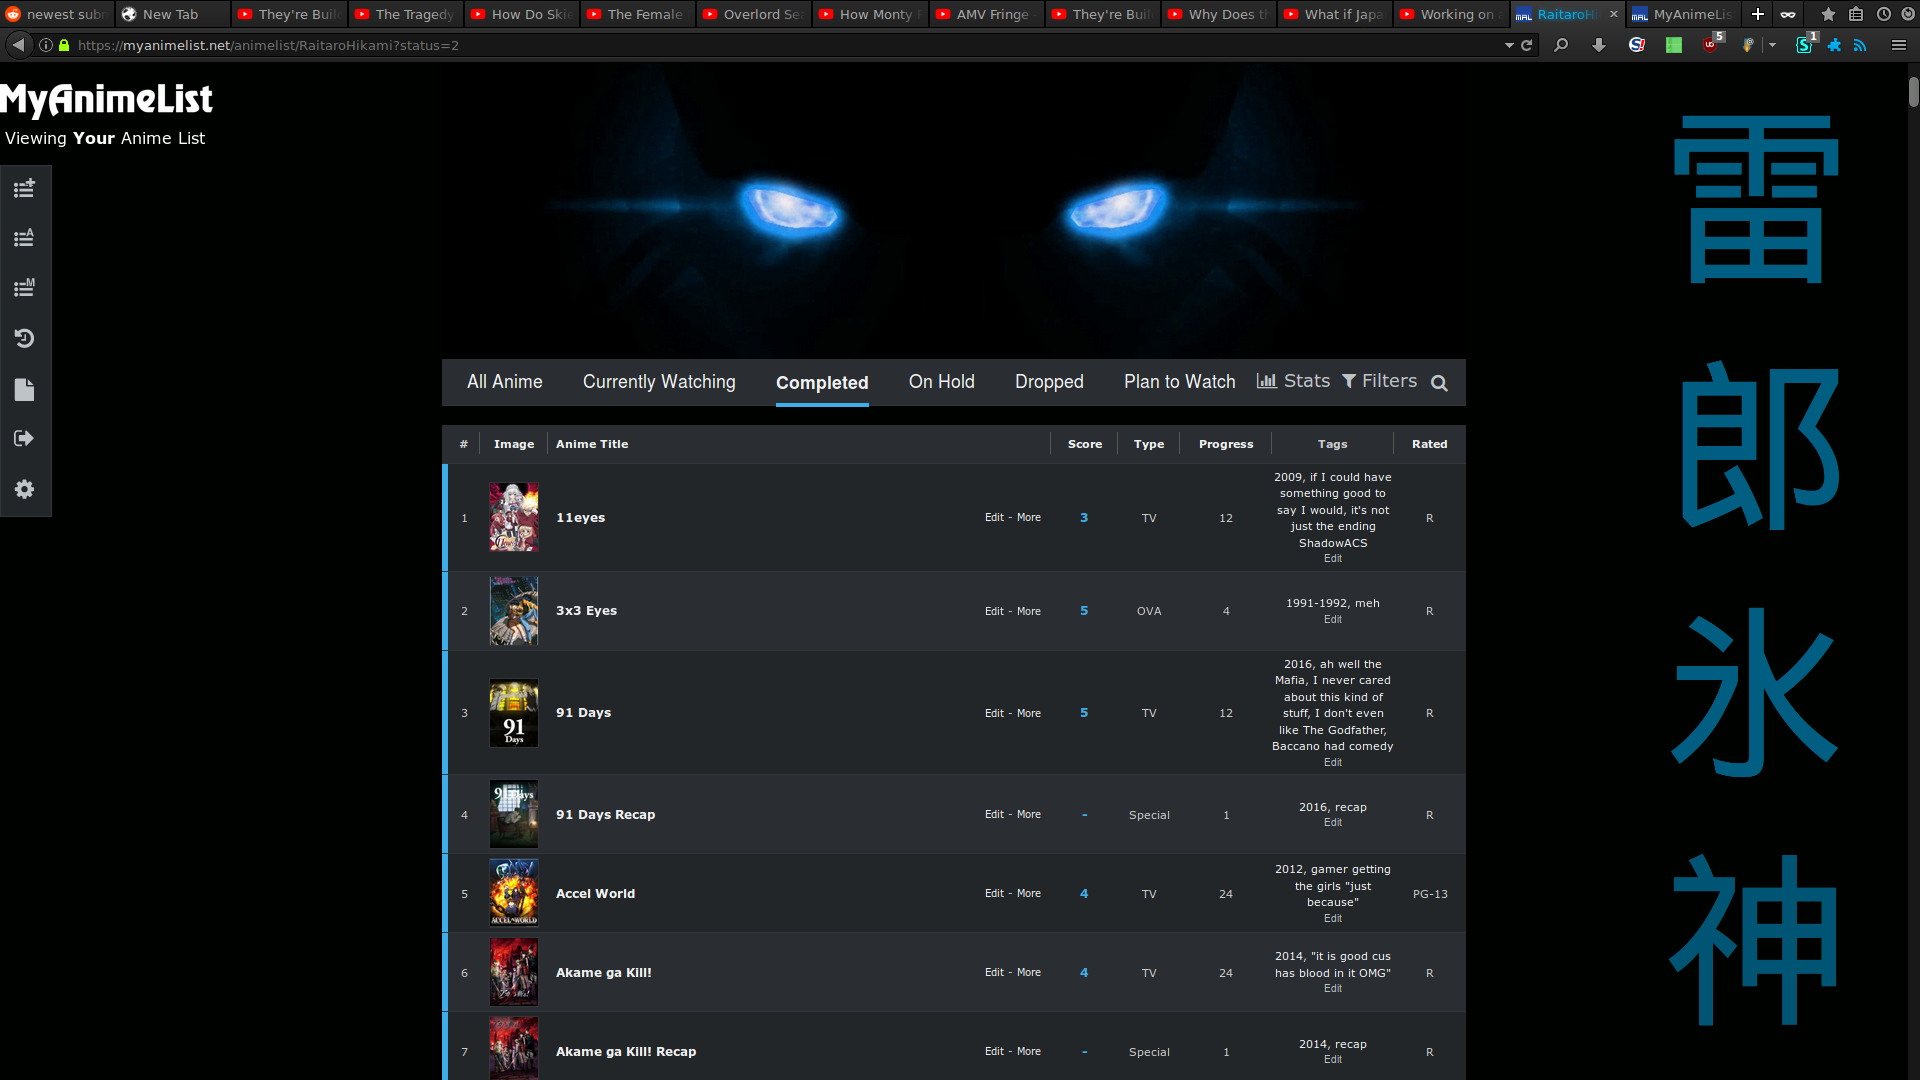 newest sub
New Tab
They're Buil
The Tragedy
How Do Skie
The Female
Overlord Sea
How Monty P
AMV Fringe -
They're Buil
Why Does th
What if Japa
Working on A
RaitaroHi
MyAnimeLis
https://myanimelist.net/animelist/RaitaroHikami?status=2
5
1
MyAnimeList
Viewing Your Anime List
All Anime
Currently Watching
Completed
On Hold
Dropped
Plan to Watch
Stats
Filters
# Image Anime Title Score Type Progress Tags Rated
1 11eyes Edit - More 3 TV 12 R
2009, if I could have
something good to
say I would, it's not
just the ending
ShadowACS
Edit
2 3x3 Eyes Edit - More 5 OVA 4 R
1991-1992, meh
Edit
3 91 Days Edit - More 5 TV 12 R
91
Days
2016, ah well the
Mafia, I never cared
about this kind of
stuff, I don't even
like The Godfather,
Baccano had comedy
Edit
4 91 Days Recap Edit - More - Special 1 R
2016, recap
Edit
5 Accel World Edit - More 4 TV 24 PG-13
ACCEL WORLD
2012, gamer getting
the girls "just
because"
Edit
6 Akame ga Kill! Edit - More 4 TV 24 R
2014, "it is good cus
has blood in it OMG"
Edit
7 Akame ga Kill! Recap Edit - More - Special 1 R
2014, recap
Edit
雷
郎
氷
神